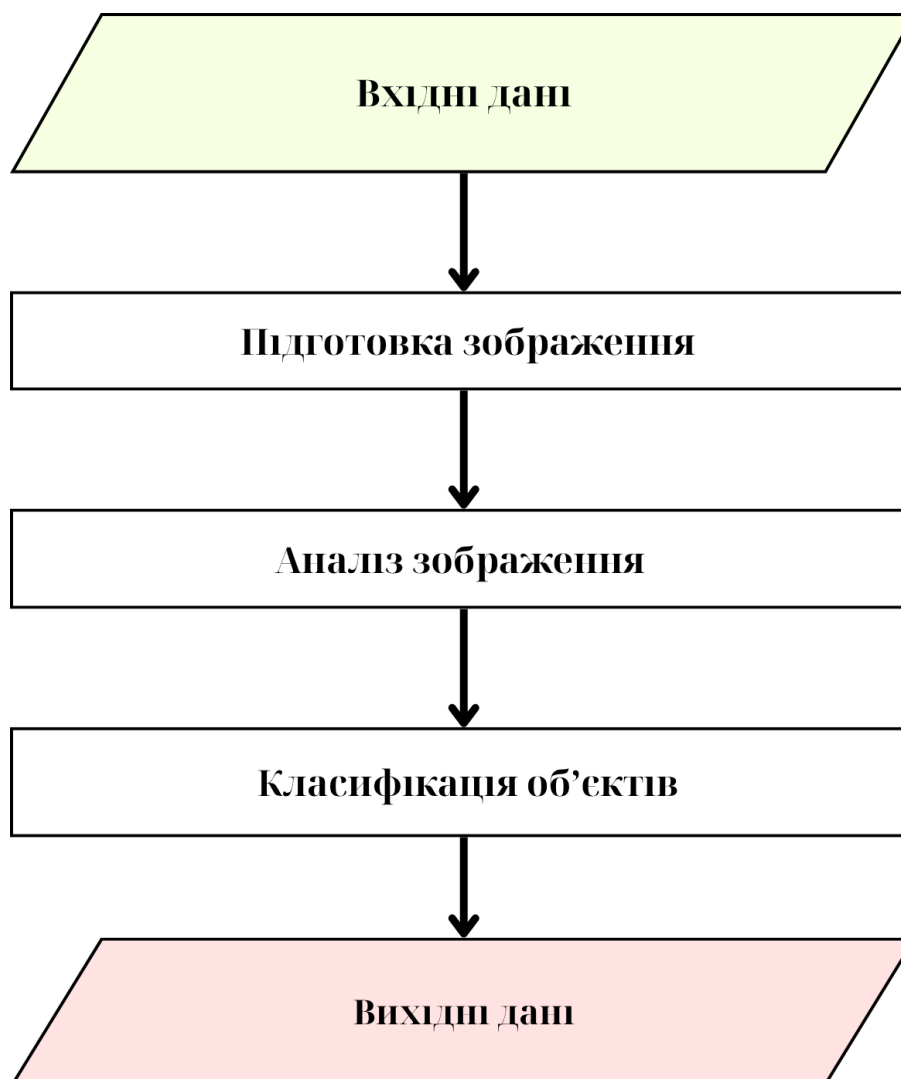 Вхідні дані
Підготовка зображення
Аналіз зображення
Класифікація об’єктів
Вихідні дані